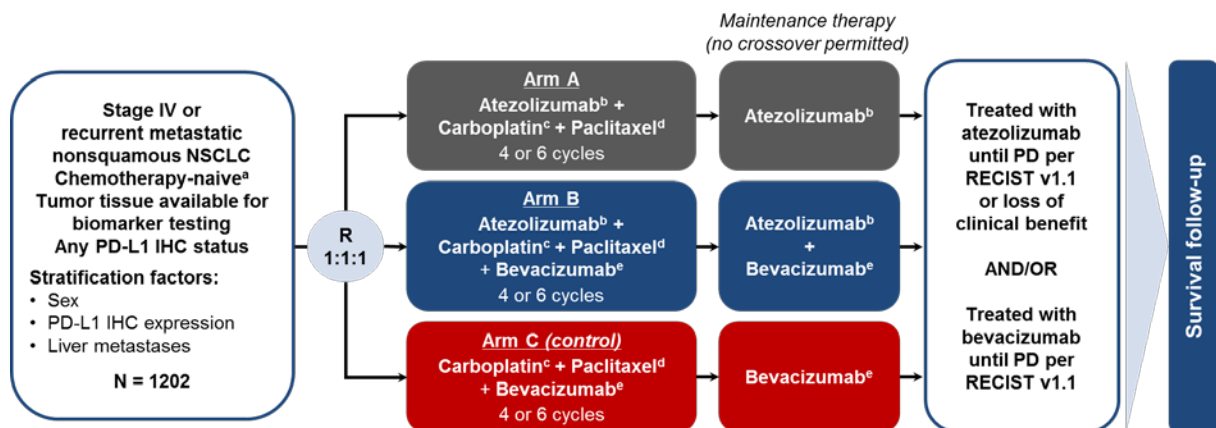 Maintenance therapy
(no crossover permitted)
Stage IV or
recurrent metastatic
nonsquamous NSCLC
Chemotherapy-naiveᵃ
Tumor tissue available for
biomarker testing
Any PD-L1 IHC status
Stratification factors:
• Sex
• PD-L1 IHC expression
• Liver metastases
N = 1202
R
1:1:1
Arm A
Atezolizumabᵇ +
Carboplatinᶜ + Paclitaxelᵈ
4 or 6 cycles
Atezolizumabᵇ
Arm B
Atezolizumabᵇ +
Carboplatinᶜ + Paclitaxelᵈ
+ Bevacizumabᵉ
4 or 6 cycles
Atezolizumabᵇ
+
Bevacizumabᵉ
Arm C (control)
Carboplatinᶜ + Paclitaxelᵈ
+ Bevacizumabᵉ
4 or 6 cycles
Bevacizumabᵉ
Treated with
atezolizumab
until PD per
RECIST v1.1
or loss of
clinical benefit
AND/OR
Treated with
bevacizumab
until PD per
RECIST v1.1
Survival follow-up